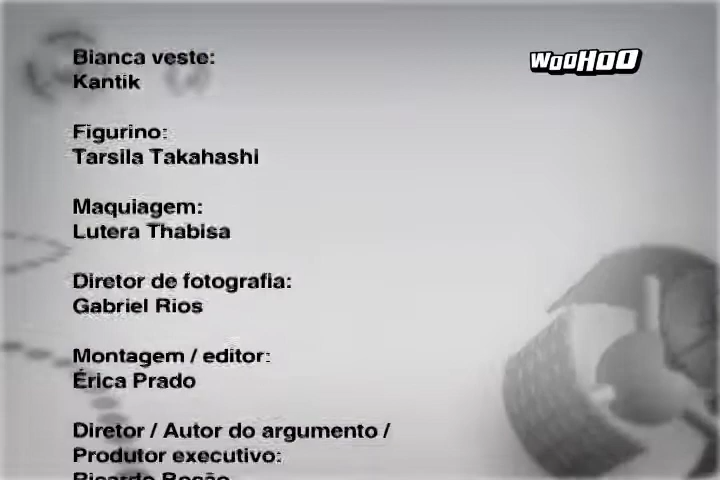 Bianca veste:
WOOHOO
Kantik
Figurino:
Tarsila Takahashi
Maquiagem:
Lutera Thabisa
Diretor de fotografia:
Gabriel Rios
Montagem / editor:
Érica Prado
Diretor / Autor do argumento /
Produtor executivo:
Ricardo